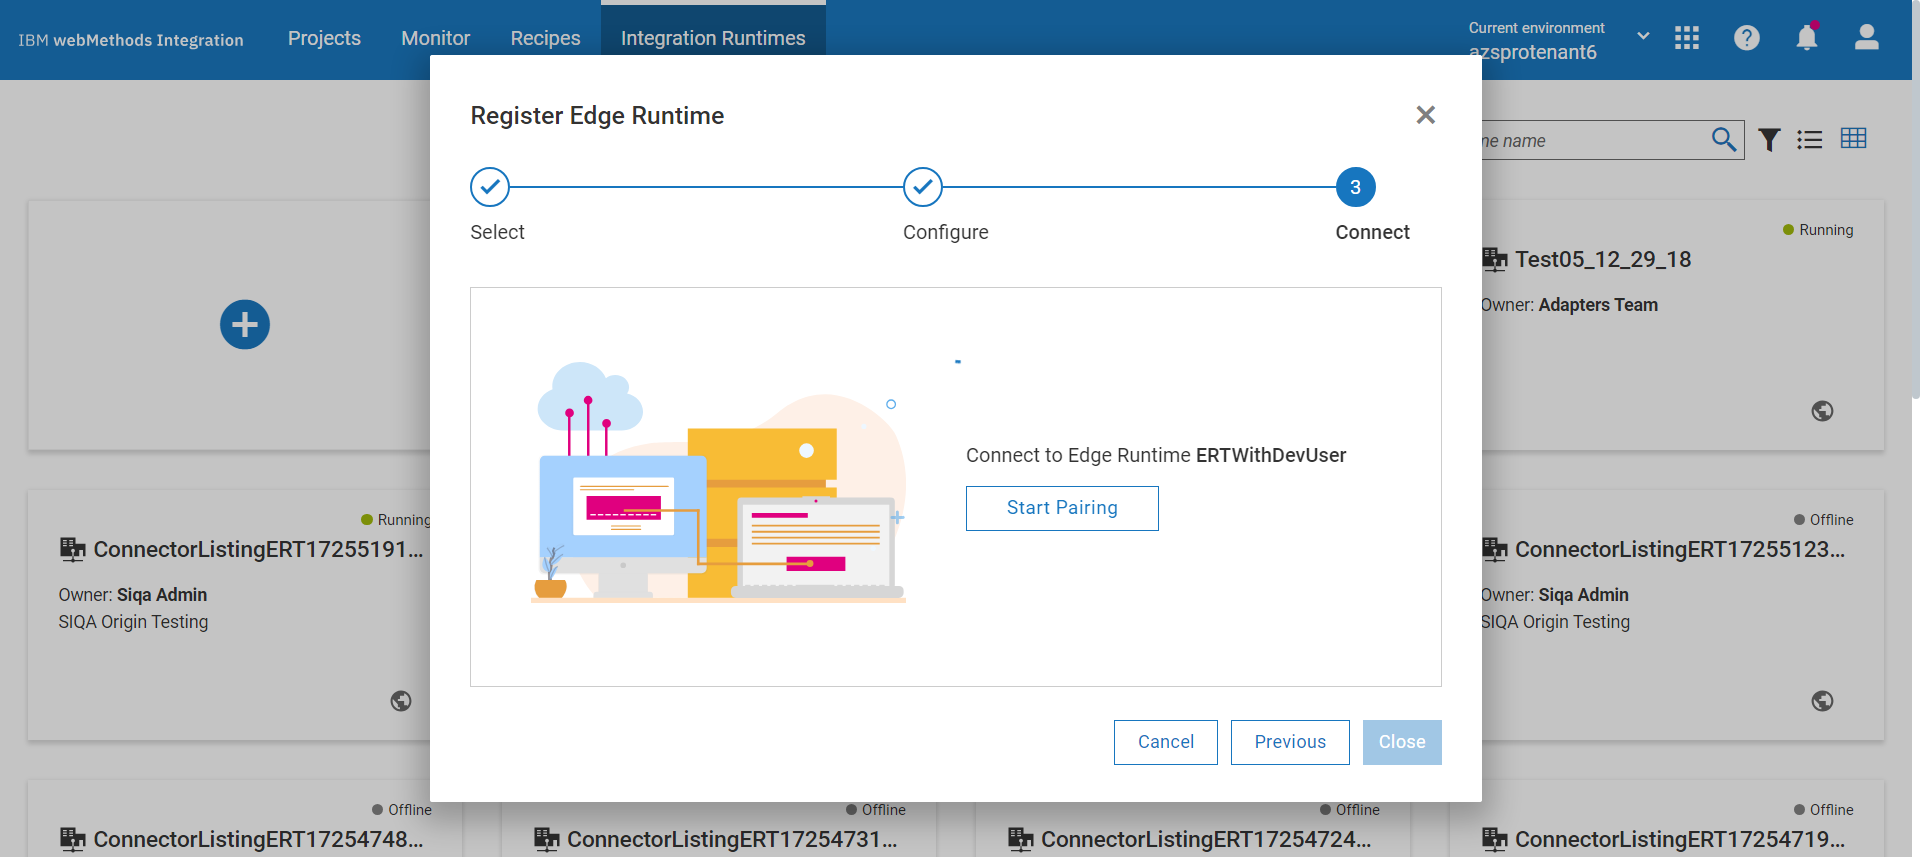 IBM webMethods Integration
Projects
Monitor
Recipes
Integration Runtimes
Current environment
azsprotenant6
Register Edge Runtime
3
Select
Configure
Connect
Connect to Edge Runtime ERTWithDevUser
Start Pairing
Cancel
Previous
Close
name
Running
Test05_12_29_18
Owner: Adapters Team
Running
ConnectorListingERT17255191...
Owner: Siqa Admin
SIQA Origin Testing
Offline
ConnectorListingERT17255123...
Owner: Siqa Admin
SIQA Origin Testing
Offline
ConnectorListingERT17254748...
Offline
ConnectorListingERT17254731...
Offline
ConnectorListingERT17254724...
Offline
ConnectorListingERT17254719...